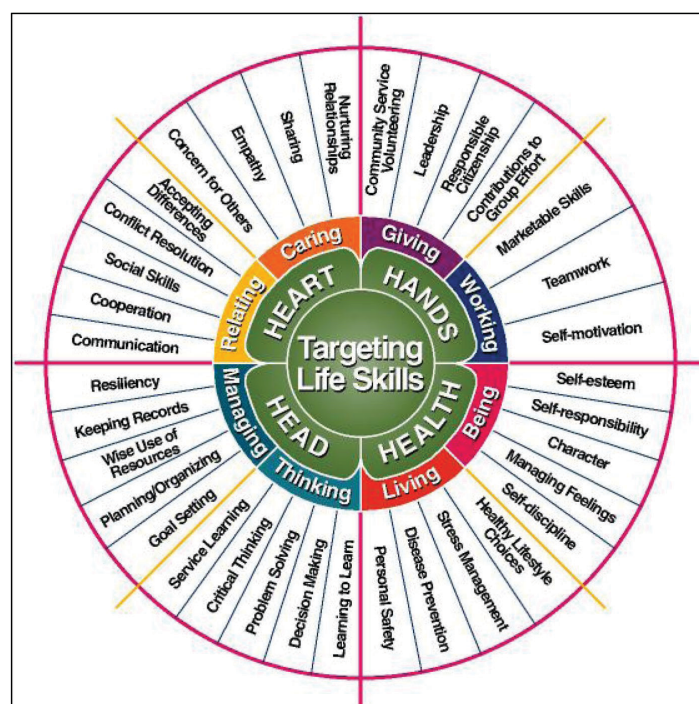 Targeting
Life Skills
HEART
HANDS
HEALTH
HEAD
Caring
Giving
Working
Being
Living
Thinking
Managing
Relating
Nurturing
Relationships
Sharing
Empathy
Concern for Others
Community Service
Volunteering
Leadership
Responsible
Citizenship
Contributions to
Group Effort
Marketable Skills
Teamwork
Self-motivation
Self-esteem
Self-responsibility
Character
Managing Feelings
Self-discipline
Healthy Lifestyle
Choices
Stress Management
Disease Prevention
Personal Safety
Learning to Learn
Decision Making
Problem Solving
Critical Thinking
Service Learning
Goal Setting
Planning/Organizing
Wise Use of
Resources
Keeping Records
Resiliency
Communication
Cooperation
Social Skills
Conflict Resolution
Accepting
Differences